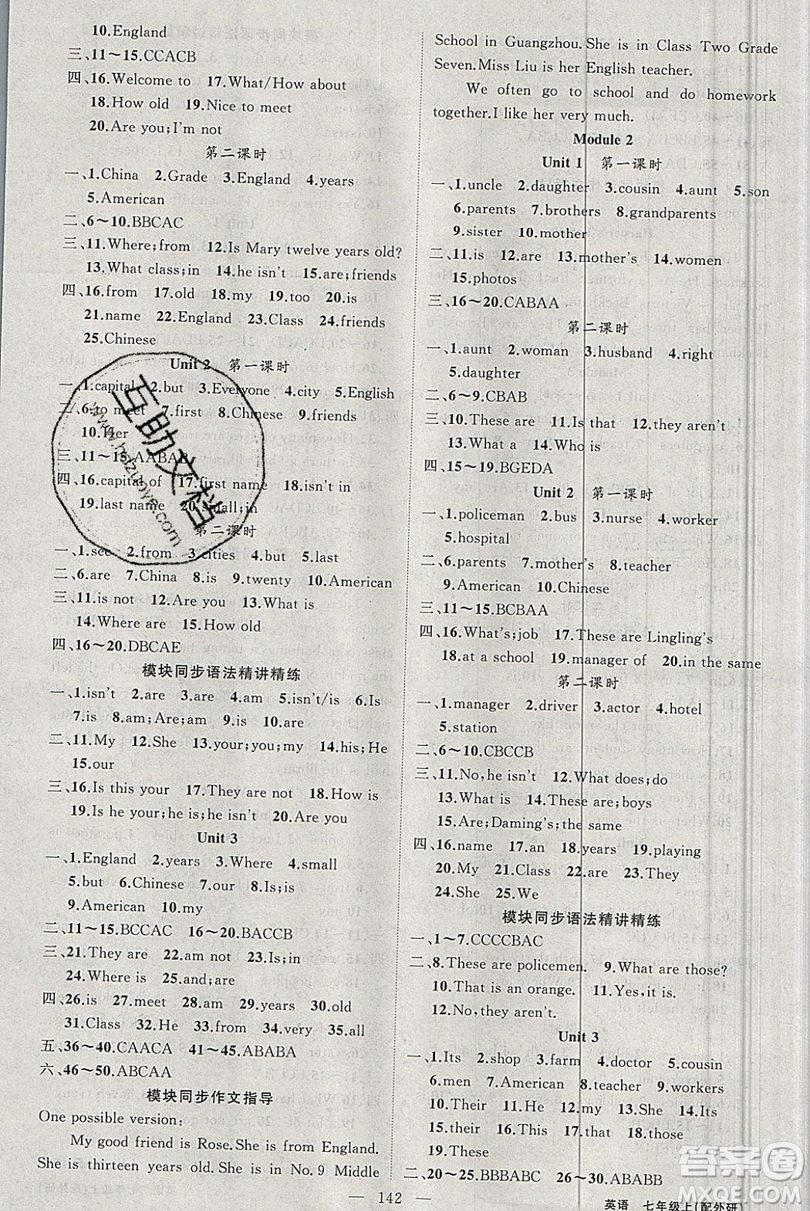 10.England
三、11～15.CCACB
四、16.Welcome to 17.What/How about
18.How old 19.Nice to meet
20.Are you;I'm not
第二课时
一、1.China 2.Grade 3.England 4.years
5.American
二、6～10.BBCAC
三、11.Where;from 12.Is Mary twelve years old?
13.What class;in 14.he isn't 15.are;friends
四、16.from 17.old 18.my 19.too 20.is
21.not 22.England 23.Class 24.friends
25.Chinese
Unit 2 第一课时
一、1.capital 2.but 3.Everyone 4.city 5.English
二、6.to meet 7.first 8.Chinese 9.friends
10.Her
三、11～15.AABAB
四、16.capital of 17.first name 18.isn't
19.last name 20.small;in
第二课时
一、1.see 2.from 3.cities 4.b 5.last
二、6.are 7.China 8.is 9.twenty 10.England
三、11.is not 12.Are you 13.What is
14.They are 15.How old
四、16～20.DBCAE
模块同步语法精讲精练
一、1.isn't 2.are 3.am 4.are 5.isn't/is 6.Is
7.is 8.am;Are;am 9.is 10.are
二、11.My 12.She 13.your;you;my 14.his;He
15.our
三、16.Is this your 17.They are not 18.How is
19.Is he your;he is;he isn't 20.Are you
Unit 3
一、1.England 2.years 3.Where 4.small
5.but 6.Chinese 7.are 8.Is;is
9.American 10.my
二、11～15.BCCAC 16～20.BACCB
三、21.They are 22.am not 23.Is;in
24.Where is 25.and;are
四、26.is 27.meet 28.am 29.of 30.is
31.Class 32.from 33.He 34.very 35.all
五、36～40.CAACA 41～45.ABABA
六、46～50.ABCAA
模块同步作文指导
One possible version:
My good friend is Rose.She is from England.
She is thirteen years old.She is in No.9 Middle
School in Guangzhou.She is in Class Two Grade
Seven.Miss Liu is her English teacher.
We often go to school and do homework
together.I like her very much.
Module 2
Unit 1 第一课时
一、1.uncle 2.daughter 3.cousin 4.aunt 5.son
6.parents 7.brothers 8.grandparents
9.sister 10.mother's
二、11.is 12.are 13.mother's 14.women
15.photos
三、16～20.CABAA
第二课时
一、1.aunt 2.woman 3.husband 4.right
5.daughter
二、6～9.CBAB
三、10.These are 11.Is that 12.they aren't
13.What a 14.Who is
四、15～19.BGEDA
Unit 2 第一课时
一、1.policeman 2.bus 3.nurse 4.worker
5.hospital
二、6.parents 7.mother's 8.teacher
9.American 10.Chinese
三、11～15.BCBAA
四、16.What's;job 17.These are Lingling's
18.at a school 19.manager of 20.in the same
第二课时
一、1.manager 2.driver 3.actor 4.hotel
5.station
二、6～10.CBCCB
三、11.No,he isn't 12.What does;do
13.What is 14.These are;boys
15.Are;Daming's;the same
四、16.name 17.an 18.are 19.playing
20.My 21.Class 22.are 23.They
24.She 25.We
模块同步语法精讲精练
一、1～7.CCCCBAC
二、8.These are policemen. 9.What are those?
10.That is an orange. 11.Yes,it is.
12.No,they aren't.
Unit 3
一、1.Its 2.shop 3.farm 4.doctor 5.cousin
6.men 7.theatre 8.American 9.Those
10.Their 11.His 12.We 13.They
14.Its 15.My 16.Her 17.These 18.Those
19.These
二、20～25.BBBABC 26～30.ABABB
142
英语 七年级上(配外研)
互助文档
答案圈